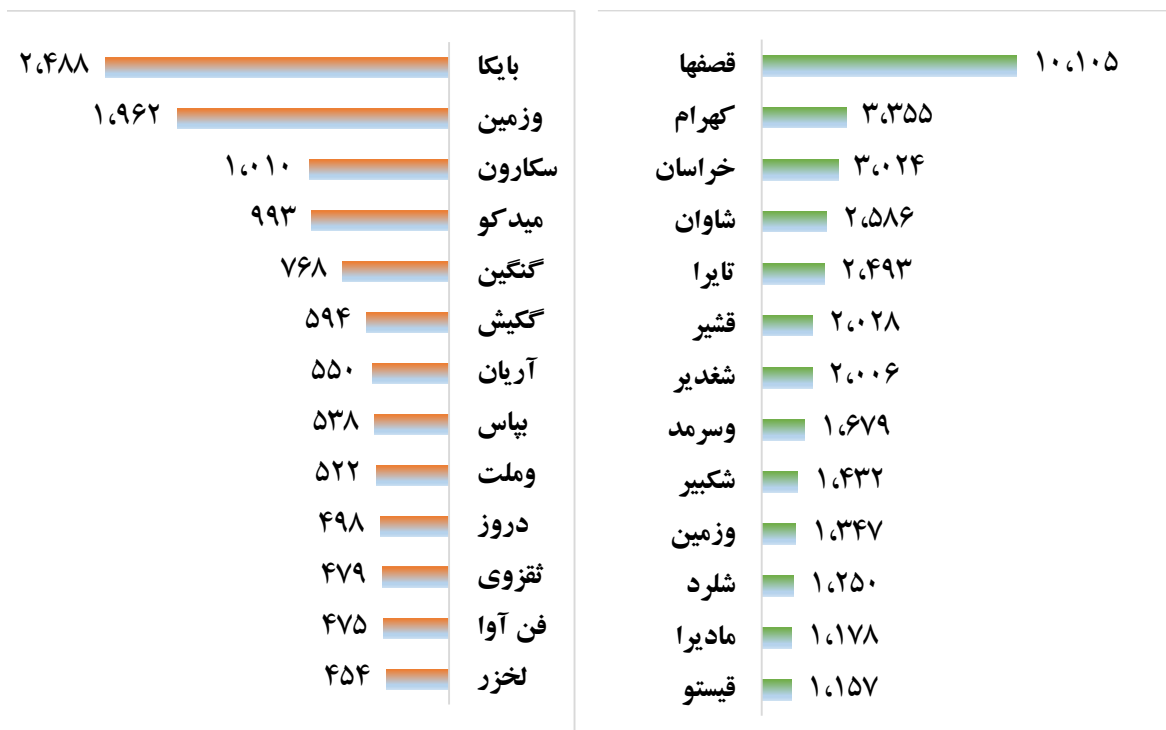 قصفها ۱۰،۱۰۵
کهرام ۳،۳۵۵
خراسان ۳،۰۲۴
شاوان ۲،۵۸۶
تایرا ۲،۴۹۳
قشیر ۲،۰۲۸
شغدیر ۲،۰۰۶
وسرمد ۱،۶۷۹
شکبیر ۱،۴۳۲
وزمین ۱،۳۴۷
شلرد ۱،۲۵۰
مادیرا ۱،۱۷۸
قیستو ۱،۱۵۷
بایکا ۲،۴۸۸
وزمین ۱،۹۶۲
سکارون ۱،۰۱۰
میدکو ۹۹۳
گنگین ۷۶۸
گکیش ۵۹۴
آریان ۵۵۰
بپاس ۵۳۸
وملت ۵۲۲
دروز ۴۹۸
ثقزوی ۴۷۹
فن آوا ۴۷۵
لخزر ۴۵۴